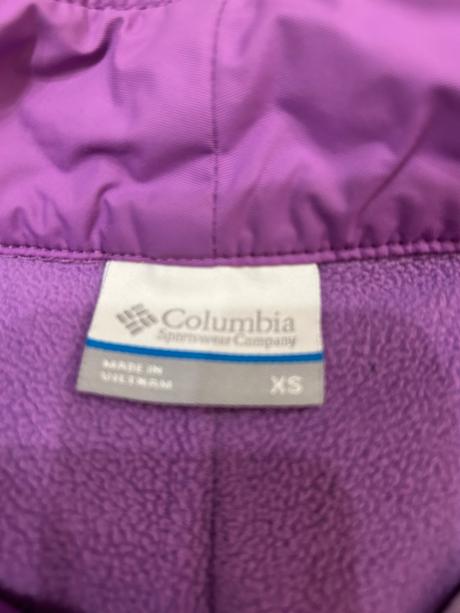 Columbia
Sportswear Company
MADE IN
VIETNAM
XS